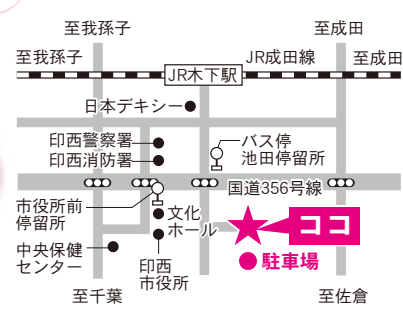 至我孫子
至成田
至我孫子
JR成田線
至成田
JR木下駅
日本デキシー
印西警察署
印西消防署
バス停
池田停留所
国道356号線
市役所前
停留所
文化
ホール
ココ
中央保健
センター
印西
市役所
駐車場
至千葉
至佐倉